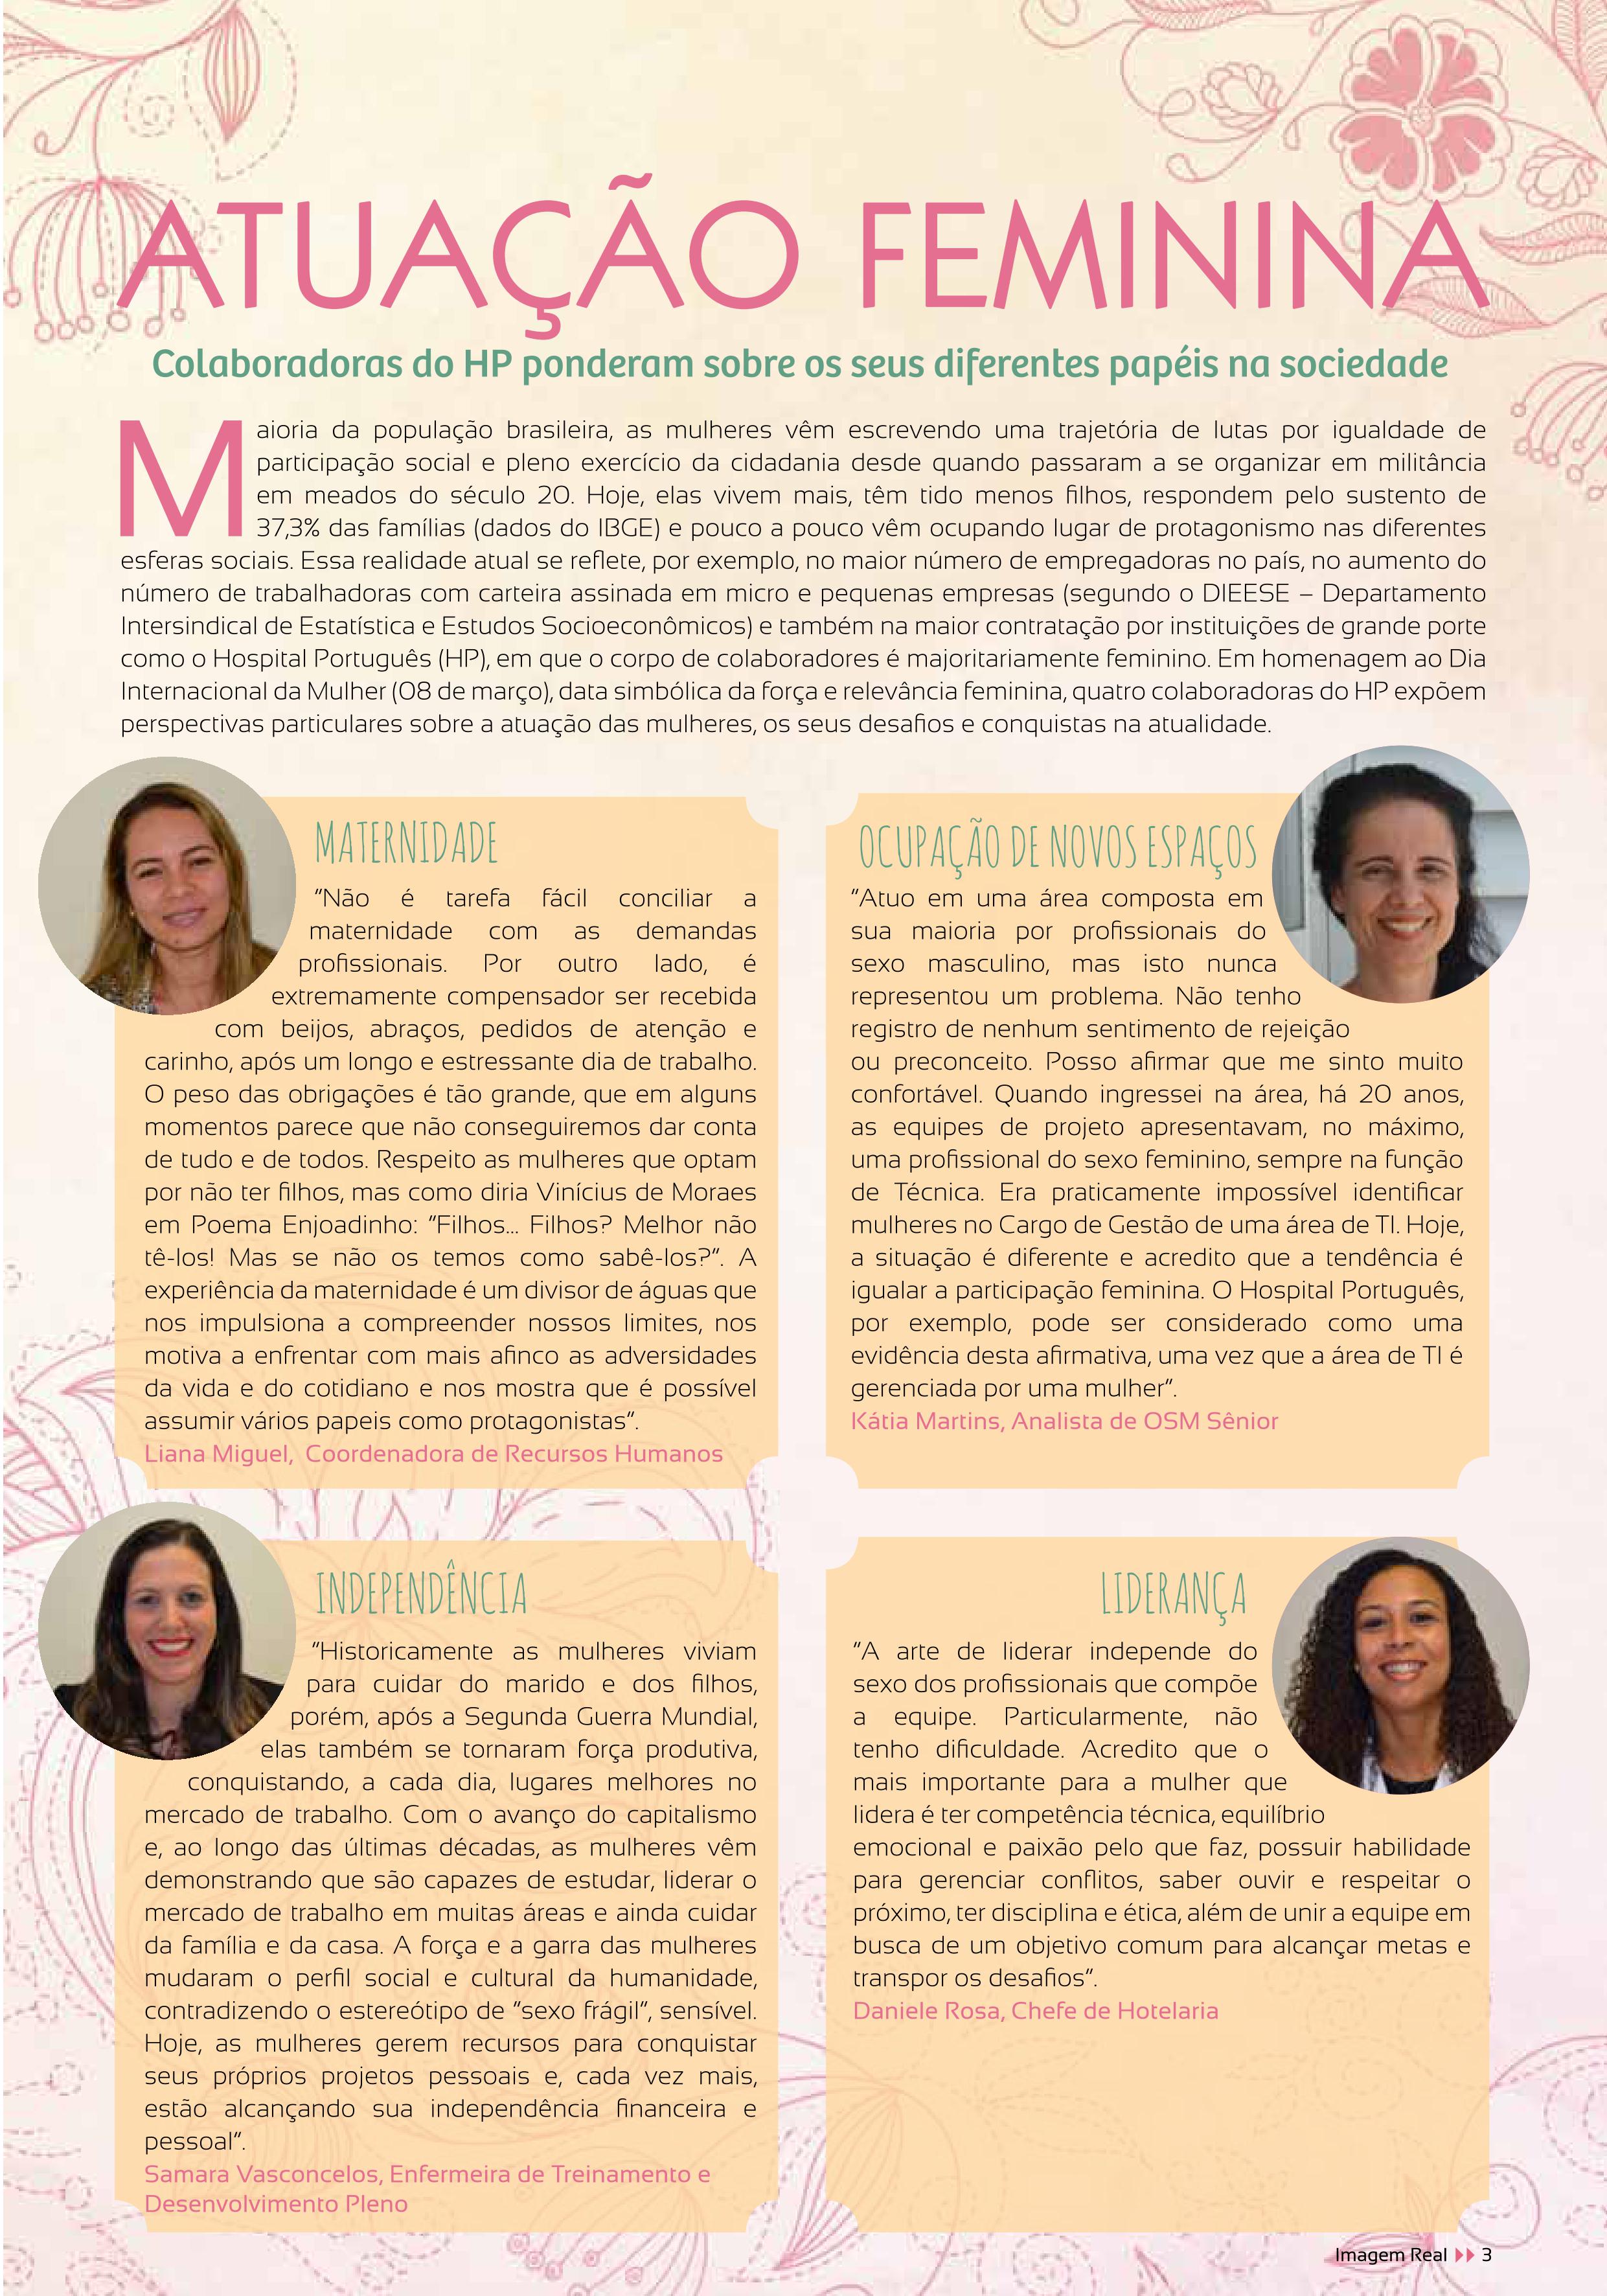 ATUAÇÃO FEMININA
Colaboradoras do HP ponderam sobre os seus diferentes papéis na sociedade
Maioria da população brasileira, as mulheres vêm escrevendo uma trajetória de lutas por igualdade de
participação social e pleno exercício da cidadania desde quando passaram a se organizar em militância
em meados do século 20. Hoje, elas vivem mais, têm tido menos filhos, respondem pelo sustento de
37,3% das famílias (dados do IBGE) e pouco a pouco vêm ocupando lugar de protagonismo nas diferentes
esferas sociais. Essa realidade atual se reflete, por exemplo, no maior número de empregadoras no país, no aumento do
número de trabalhadoras com carteira assinada em micro e pequenas empresas (segundo o DIEESE – Departamento
Intersindical de Estatística e Estudos Socioeconômicos) e também na maior contratação por instituições de grande porte
como o Hospital Português (HP), em que o corpo de colaboradores é majoritariamente feminino. Em homenagem ao Dia
Internacional da Mulher (08 de março), data simbólica da força e relevância feminina, quatro colaboradoras do HP expõem
perspectivas particulares sobre a atuação das mulheres, os seus desafios e conquistas na atualidade.
MATERNIDADE
"Não é tarefa fácil conciliar a
maternidade com as demandas
profissionais. Por outro lado, é
extremamente compensador ser recebida
com beijos, abraços, pedidos de atenção e
carinho, após um longo e estressante dia de trabalho.
O peso das obrigações é tão grande, que em alguns
momentos parece que não conseguiremos dar conta
de tudo e de todos. Respeito as mulheres que optam
por não ter filhos, mas como diria Vinícius de Moraes
em Poema Enjoadinho: "Filhos... Filhos? Melhor não
tê-los! Mas se não os temos como sabê-los?". A
experiência da maternidade é um divisor de águas que
nos impulsiona a compreender nossos limites, nos
motiva a enfrentar com mais afinco as adversidades
da vida e do cotidiano e nos mostra que é possível
assumir vários papeis como protagonistas".
Liana Miguel, Coordenadora de Recursos Humanos
OCUPAÇÃO DE NOVOS ESPAÇOS
"Atuo em uma área composta em
sua maioria por profissionais do
sexo masculino, mas isto nunca
representou um problema. Não tenho
registro de nenhum sentimento de rejeição
ou preconceito. Posso afirmar que me sinto muito
confortável. Quando ingressei na área, há 20 anos,
as equipes de projeto apresentavam, no máximo,
uma profissional do sexo feminino, sempre na função
de Técnica. Era praticamente impossível identificar
mulheres no Cargo de Gestão de uma área de TI. Hoje,
a situação é diferente e acredito que a tendência é
igualar a participação feminina. O Hospital Português,
por exemplo, pode ser considerado como uma
evidência desta afirmativa, uma vez que a área de TI é
gerenciada por uma mulher".
Kátia Martins, Analista de OSM Sênior
INDEPENDÊNCIA
"Historicamente as mulheres viviam
para cuidar do marido e dos filhos,
porém, após a Segunda Guerra Mundial,
elas também se tornaram força produtiva,
conquistando, a cada dia, lugares melhores no
mercado de trabalho. Com o avanço do capitalismo
e, ao longo das últimas décadas, as mulheres vêm
demonstrando que são capazes de estudar, liderar o
mercado de trabalho em muitas áreas e ainda cuidar
da família e da casa. A força e a garra das mulheres
mudaram o perfil social e cultural da humanidade,
contradizendo o estereótipo de "sexo frágil", sensível.
Hoje, as mulheres gerem recursos para conquistar
seus próprios projetos pessoais e, cada vez mais,
estão alcançando sua independência financeira e
pessoal".
Samara Vasconcelos, Enfermeira de Treinamento e
Desenvolvimento Pleno
LIDERANÇA
"A arte de liderar independe do
sexo dos profissionais que compõe
a equipe. Particularmente, não
tenho dificuldade. Acredito que o
mais importante para a mulher que
lidera é ter competência técnica, equilíbrio
emocional e paixão pelo que faz, possuir habilidade
para gerenciar conflitos, saber ouvir e respeitar o
próximo, ter disciplina e ética, além de unir a equipe em
busca de um objetivo comum para alcançar metas e
transpor os desafios".
Daniele Rosa, Chefe de Hotelaria
Imagem Real 3